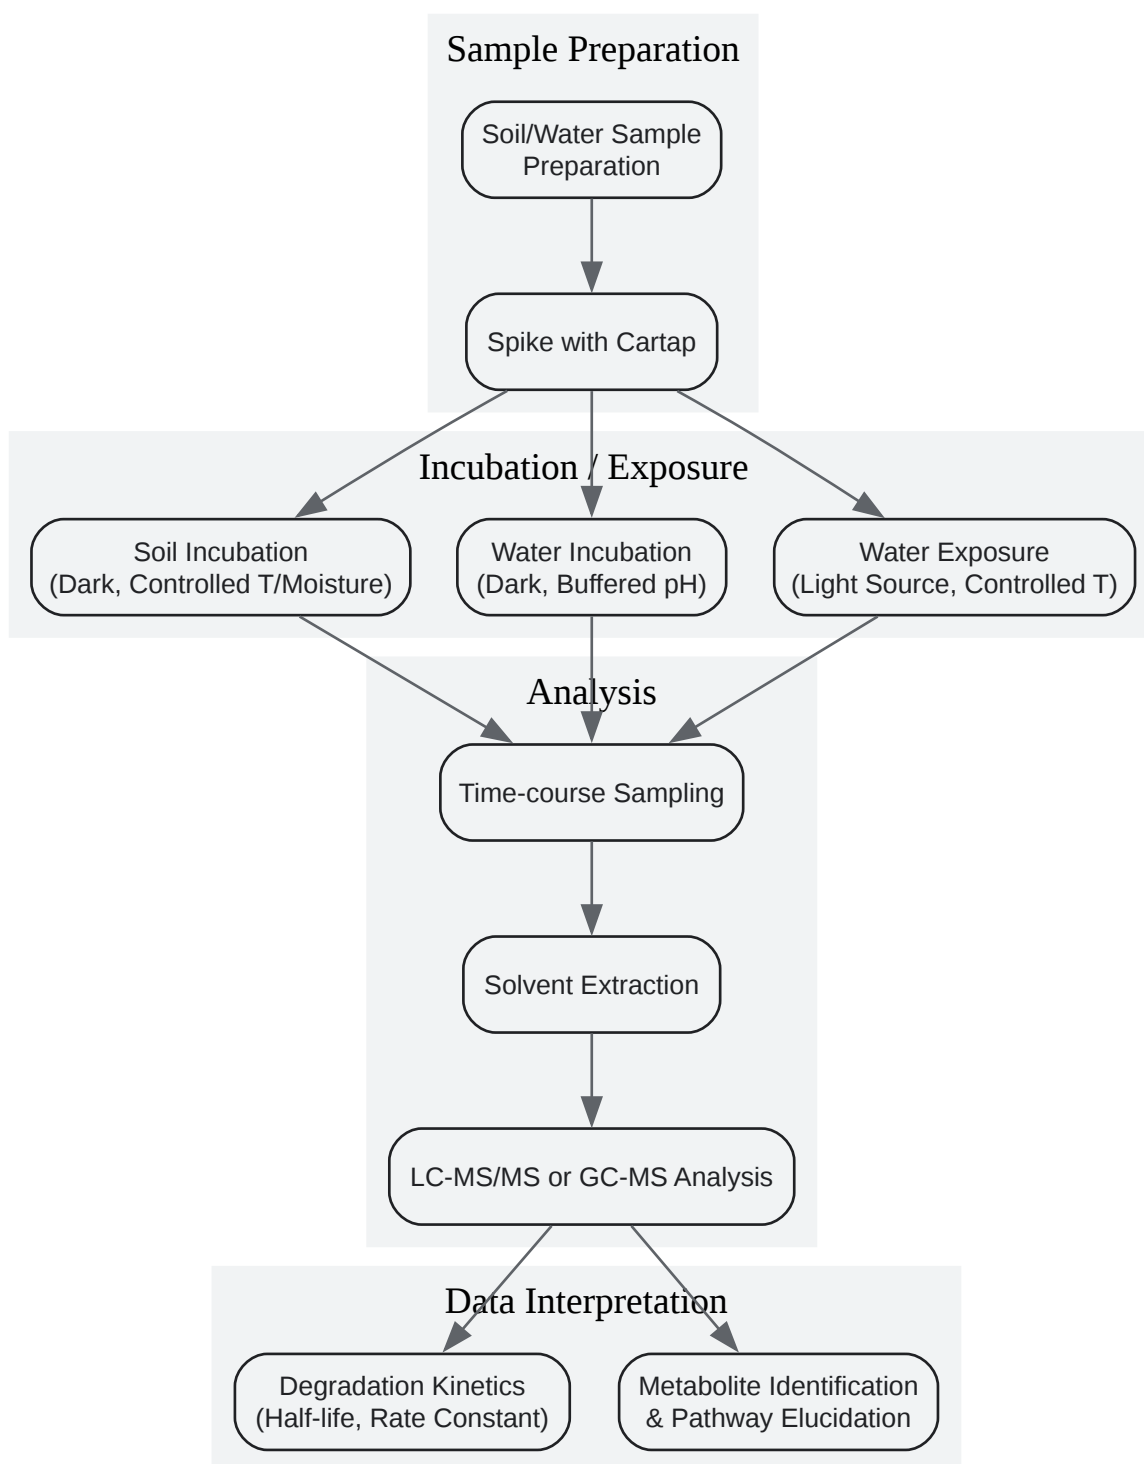 Sample Preparation
Soil/Water Sample
Preparation
Spike with Cartap
Incubation / Exposure
Soil Incubation
(Dark, Controlled T/Moisture)
Water Incubation
(Dark, Buffered pH)
Water Exposure
(Light Source, Controlled T)
Analysis
Time-course Sampling
Solvent Extraction
LC-MS/MS or GC-MS Analysis
Data Interpretation
Degradation Kinetics
(Half-life, Rate Constant)
Metabolite Identification
& Pathway Elucidation